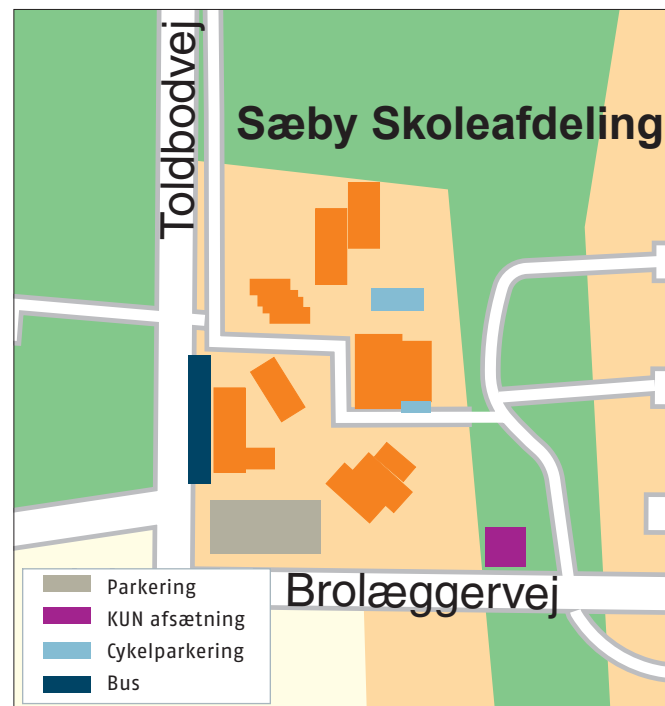 Toldbodvej
Sæby Skoleafdeling
Brolæggervej
Parkering
KUN afsætning
Cykelparkering
Bus